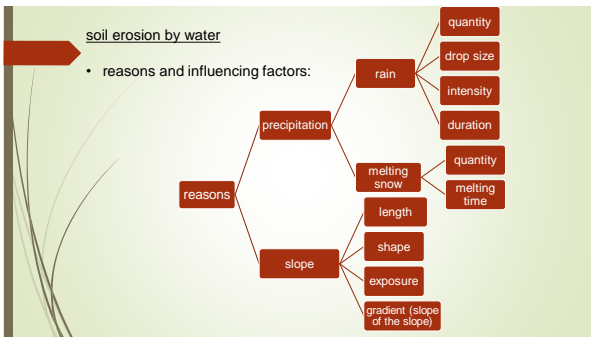 soil erosion by water
• reasons and influencing factors:
reasons
precipitation
rain
quantity
drop size
intensity
duration
melting
snow
quantity
melting
time
slope
length
shape
exposure
gradient (slope
of the slope)